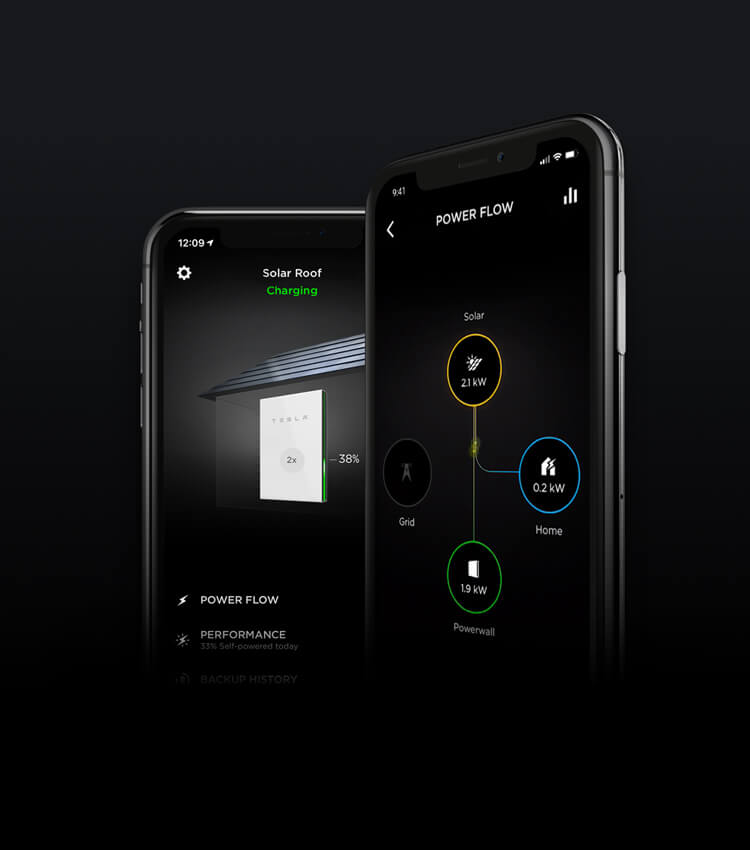 12:09
Solar Roof
Charging
TESLA
2x
38%
POWER FLOW
PERFORMANCE
33% Self-powered today
BACKUP HISTORY
9:41
POWER FLOW
Solar
2.1 kW
Grid
0.2 kW
Home
1.9 kW
Powerwall